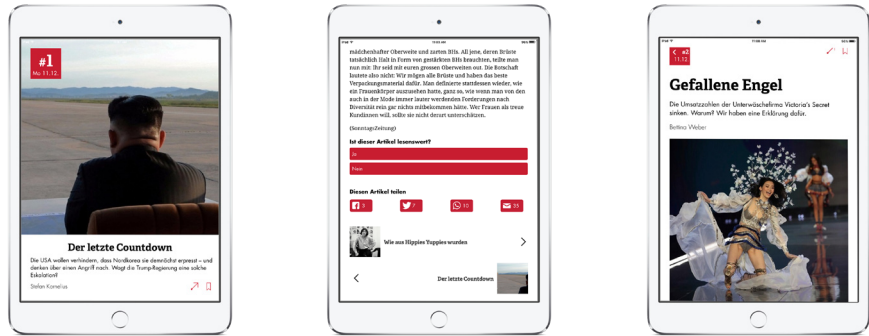 #1
Mo 11.12.
Der letzte Countdown
Die USA wollen verhindern, dass Nordkorea sie demnächst erpresst – und
denken über einen Angriff nach. Wagt die Trump-Regierung eine solche
Eskalation?
Stefan Kornelius
mädchenhafter Oberweite und zarten BHs. All jene, deren Brüste
tatsächlich Halt in Form von gestärkten BHs brauchten, teilte man
nun mit: Ihr seid mit euren grossen Oberweiten out. Die Botschaft
lautete also nicht: Wir mögen alle Brüste und haben das beste
Verpackungsmaterial dafür. Man definierte stattdessen wieder, wie
ein Frauenkörper auszusehen hatte, ganz so, wie wenn man von den
auch in der Mode immer lauter werdenden Forderungen nach
Diversität rein gar nichts mitbekommen hätte. Wer Frauen als treue
Kundinnen will, sollte sie nicht derart unterschätzen.
(SonntagsZeitung)
Ist dieser Artikel lesenswert?
Ja
Nein
Diesen Artikel teilen
3
7
10
35
Wie aus Hippies Yuppies wurden
Der letzte Countdown
#2
11.12.
Gefallene Engel
Die Umsatzzahlen der Unterwäschefirma Victoria's Secret
sinken. Warum? Wir haben eine Erklärung dafür.
Bettina Weber